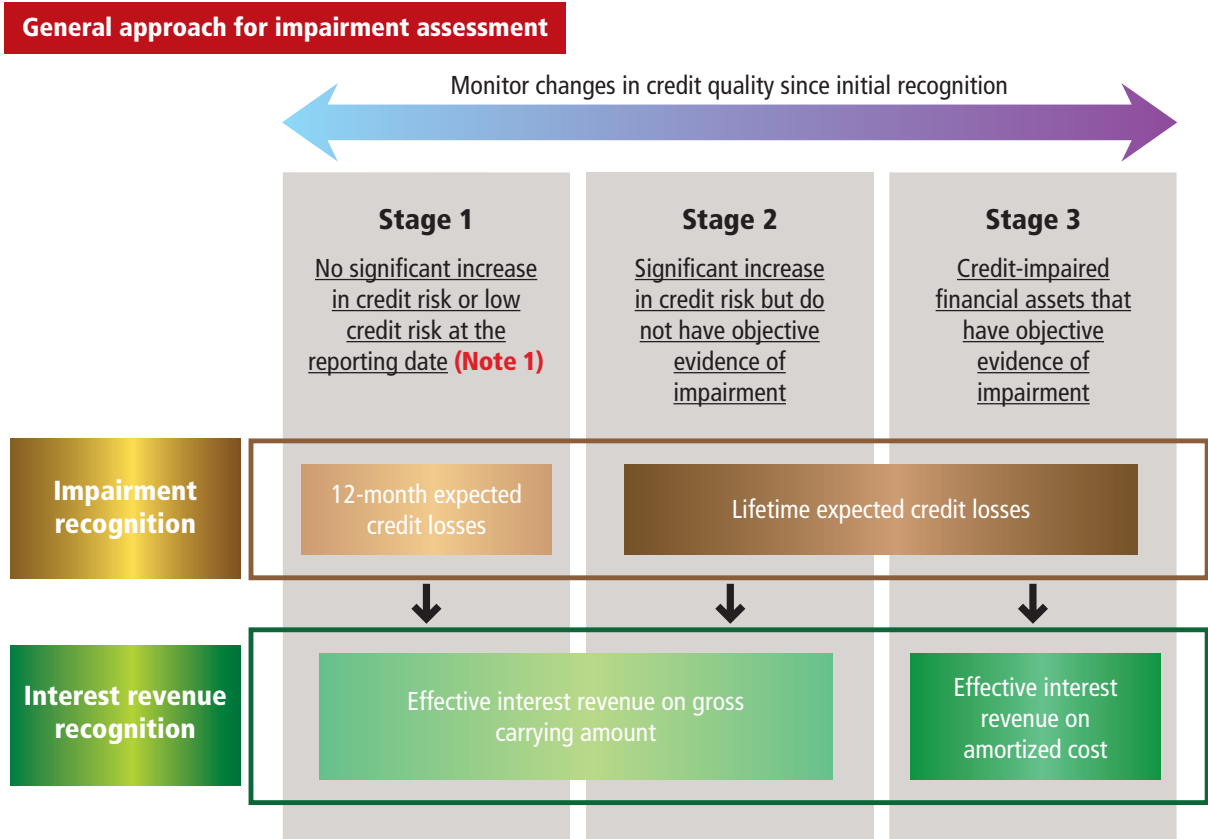 General approach for impairment assessment
Monitor changes in credit quality since initial recognition
Stage 1
No significant increase
in credit risk or low
credit risk at the
reporting date (Note 1)
Stage 2
Significant increase
in credit risk but do
not have objective
evidence of
impairment
Stage 3
Credit-impaired
financial assets that
have objective
evidence of
impairment
Impairment
recognition
12-month expected
credit losses
Lifetime expected credit losses
Interest revenue
recognition
Effective interest revenue on gross
carrying amount
Effective interest
revenue on
amortized cost